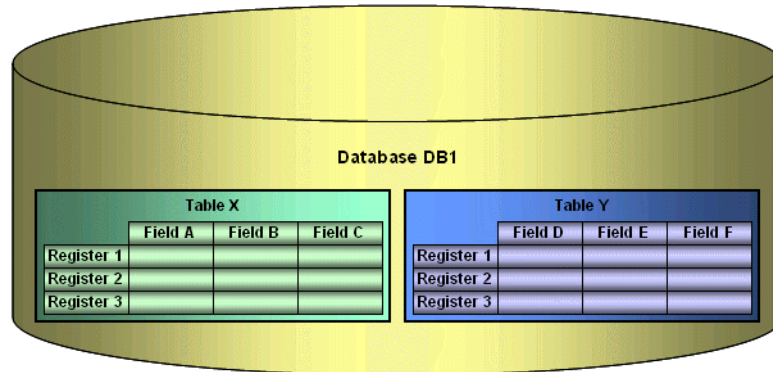 Database DB1
Table X
Field A Field B Field C
Register 1
Register 2
Register 3
Table Y
Field D Field E Field F
Register 1
Register 2
Register 3